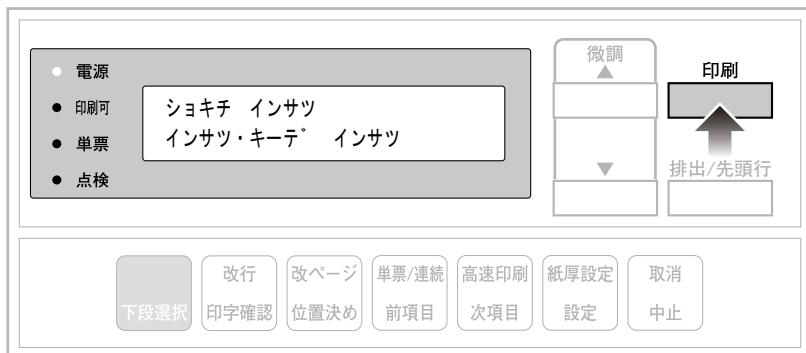 電源
印刷可
単票
点検
ショキチ インサツ
インサツ・キーデ インサツ
微調
▲
▼
印刷
排出/先頭行
下段選択
改行
印字確認
改ページ
位置決め
単票/連続
前項目
高速印刷
次項目
紙厚設定
設定
取消
中止